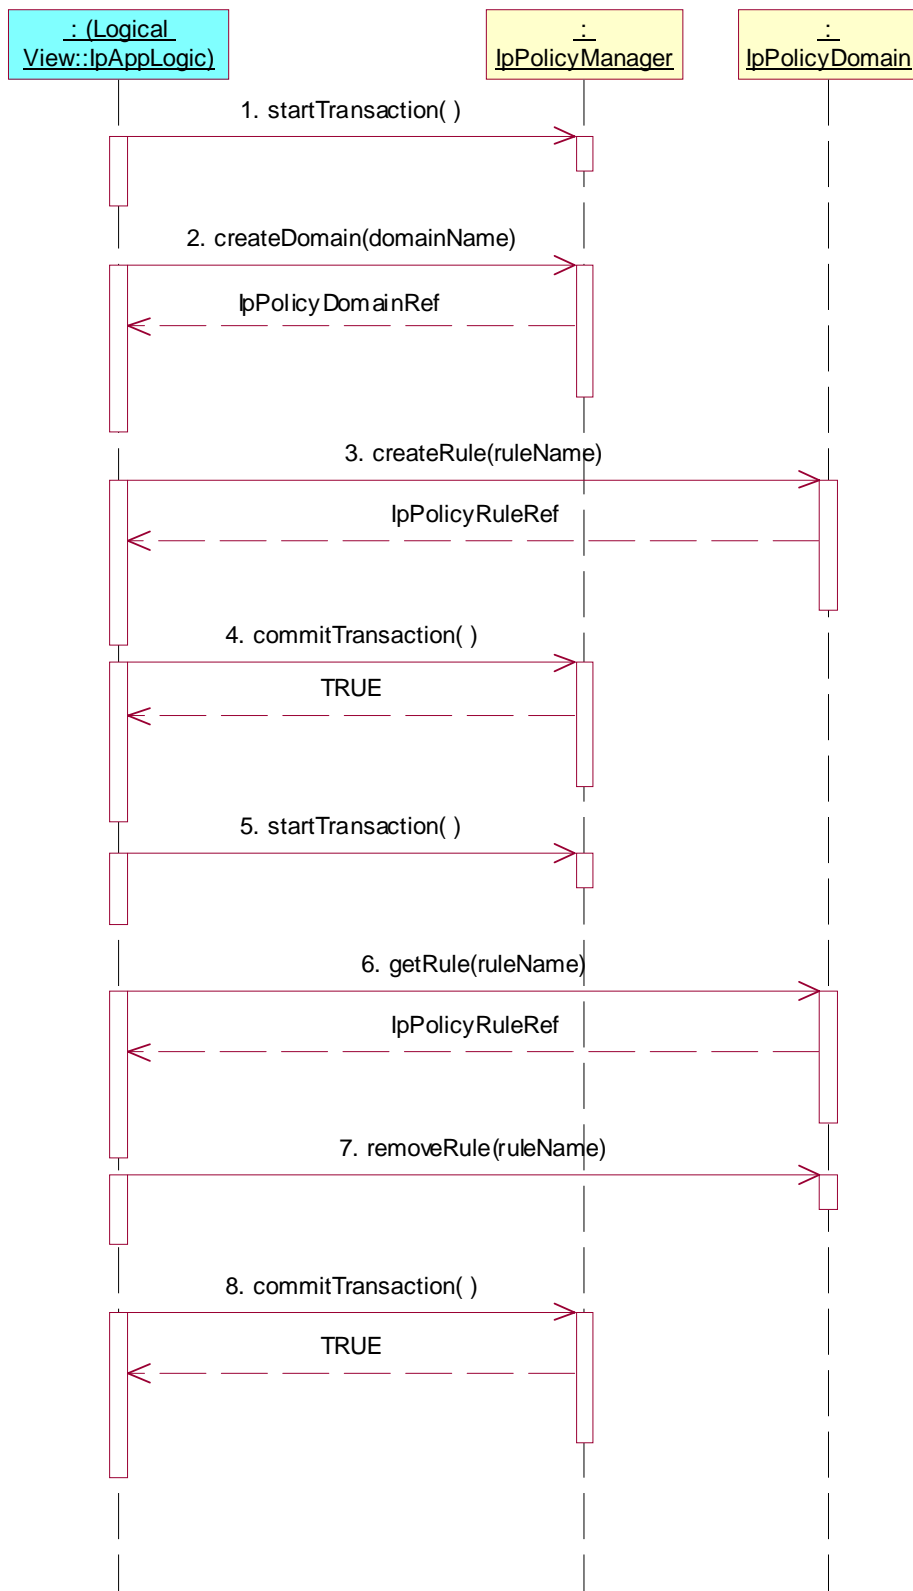 : (Logical
View::IpAppLogic)
:
IpPolicyManager
:
IpPolicyDomain
1. startTransaction( )
2. createDomain(domainName)
IpPolicyDomainRef
3. createRule(ruleName)
IpPolicyRuleRef
4. commitTransaction( )
TRUE
5. startTransaction( )
6. getRule(ruleName)
IpPolicyRuleRef
7. removeRule(ruleName)
8. commitTransaction( )
TRUE